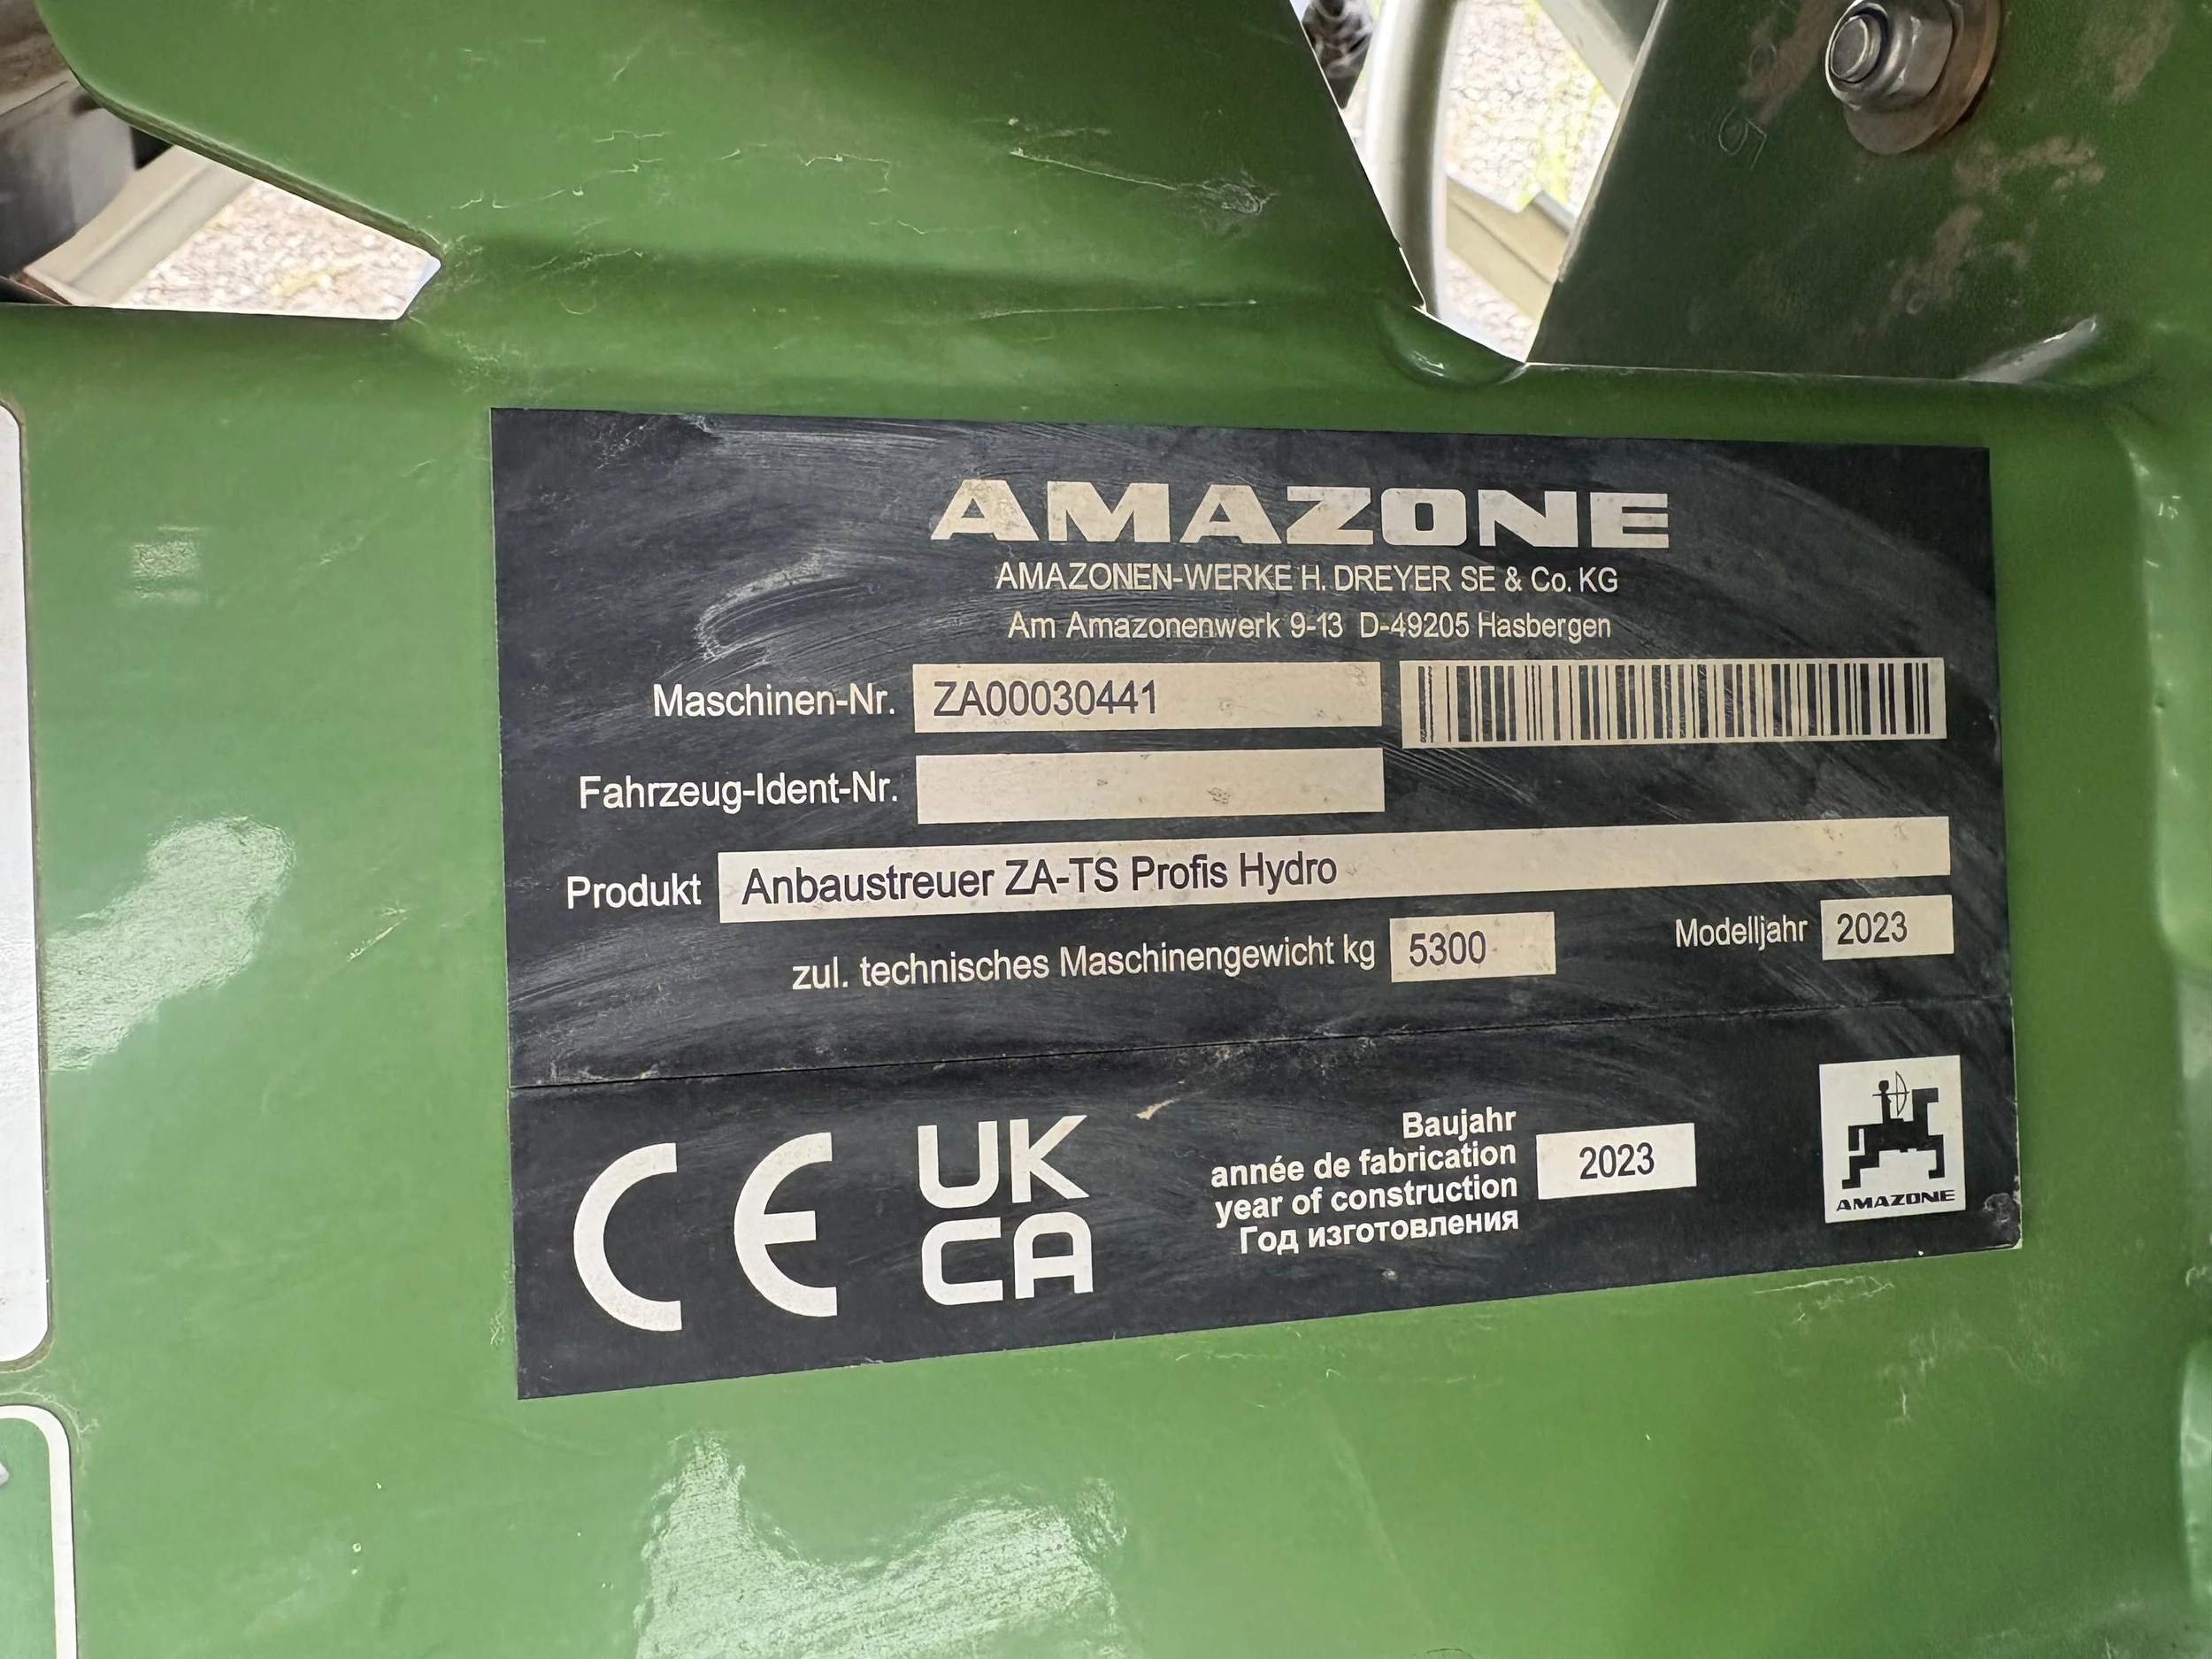 AMAZONE
AMAZONEN-WERKE H. DREYER SE & Co. KG
Am Amazonenwerk 9-13 D-49205 Hasbergen
Maschinen-Nr. ZA00030441
Fahrzeug-Ident-Nr.
Produkt Anbaustreuer ZA-TS Profis Hydro
zul. technisches Maschinengewicht kg 5300 Modelljahr 2023
CE
UK
CA
Baujahr
année de fabrication
year of construction
Год изготовления
2023
AMAZONE